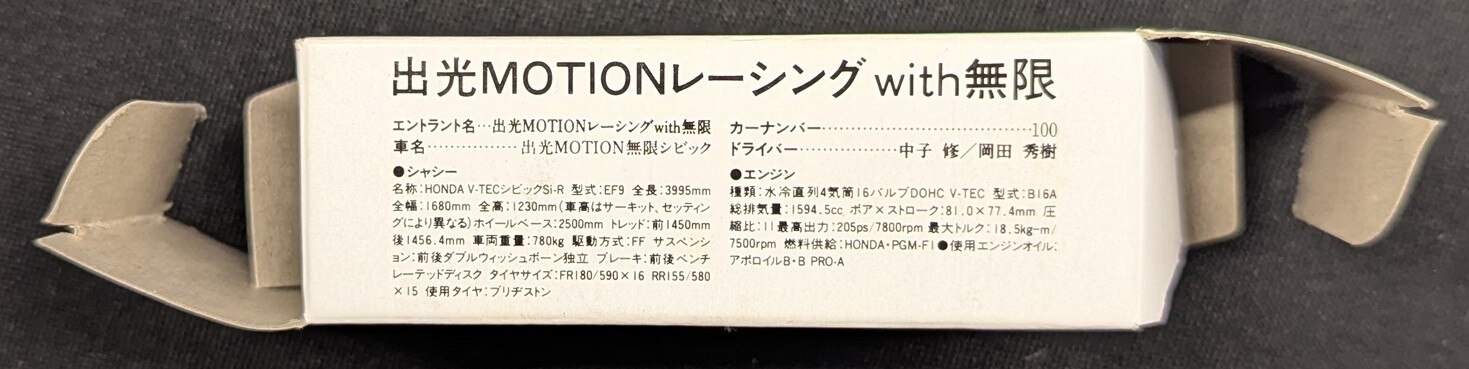 出光MOTIONレーシング with無限
エントラント名…出光MOTIONレーシングwith無限
車名……………出光MOTION無限シビック
●シャシー
名称:HONDA V-TECシビックSi-R 型式:EF9 全長:3995mm
全幅:1680mm 全高:1230mm(車高はサーキット、セッティン
グにより異なる)ホイールベース:2500mm トレッド:前1450mm
後1456.4mm 車両重量:780kg 駆動方式:FF サスペンシ
ョン:前後ダブルウィッシュボーン独立 ブレーキ:前後ベンチ
レーテッドディスク タイヤサイズ:FR180/590×16 RR155/580
×15 使用タイヤ:ブリヂストン
カーナンバー……………………………100
ドライバー………………中子 修/岡田 秀樹
●エンジン
種類:水冷直列4気筒16バルブDOHC V-TEC 型式:B16A
総排気量:1594.5cc ボア×ストローク:81.0×77.4mm 圧
縮比:11 最高出力:205ps/7800rpm 最大トルク:18.5kg-m/
7500rpm 燃料供給:HONDA・PGM-FI ●使用エンジンオイル:
アポロイルB・B PRO-A